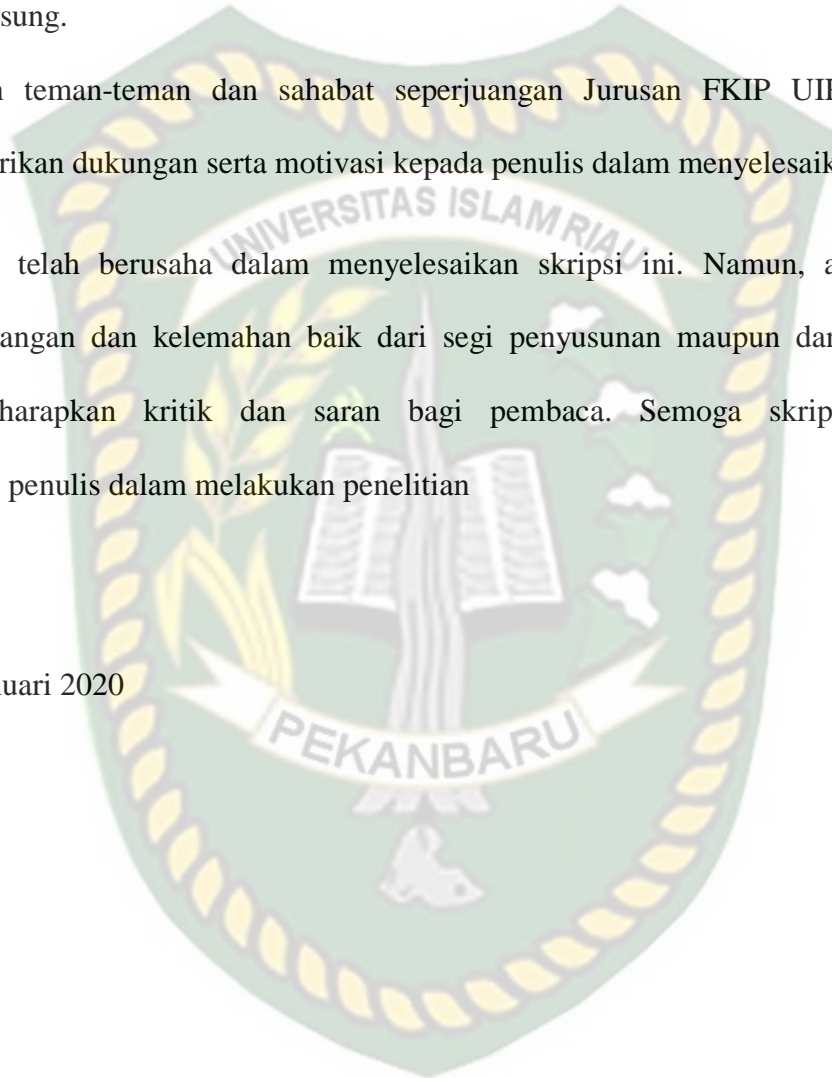 sung.
n teman-teman dan sahabat seperjuangan Jurusan FKIP UIR
rikan dukungan serta motivasi kepada penulis dalam menyelesaik
UNIVERSITAS ISLAM RIAU
telah berusaha dalam menyelesaikan skripsi ini. Namun, a
angan dan kelemahan baik dari segi penyusunan maupun dar
harapkan kritik dan saran bagi pembaca. Semoga skrip
penulis dalam melakukan penelitian
uari 2020
PEKANBARU